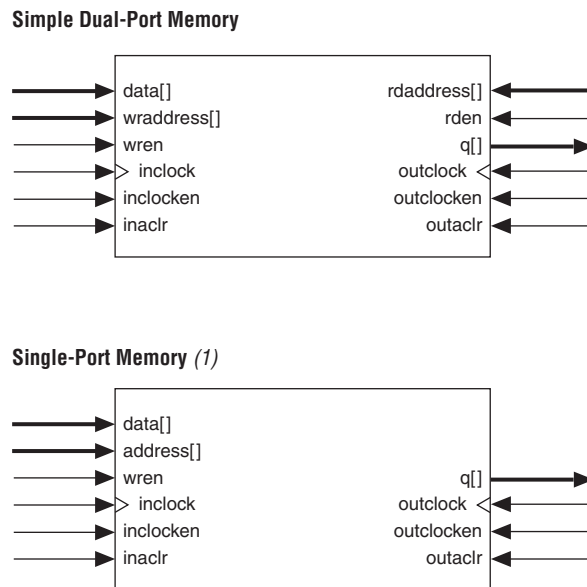 Simple Dual-Port Memory
data[]
wraddress[]
wren
inclock
inclocken
inaclr
rdaddress[]
rden
q[]
outclock
outclocken
outaclr
Single-Port Memory (1)
data[]
address[]
wren
inclock
inclocken
inaclr
q[]
outclock
outclocken
outaclr